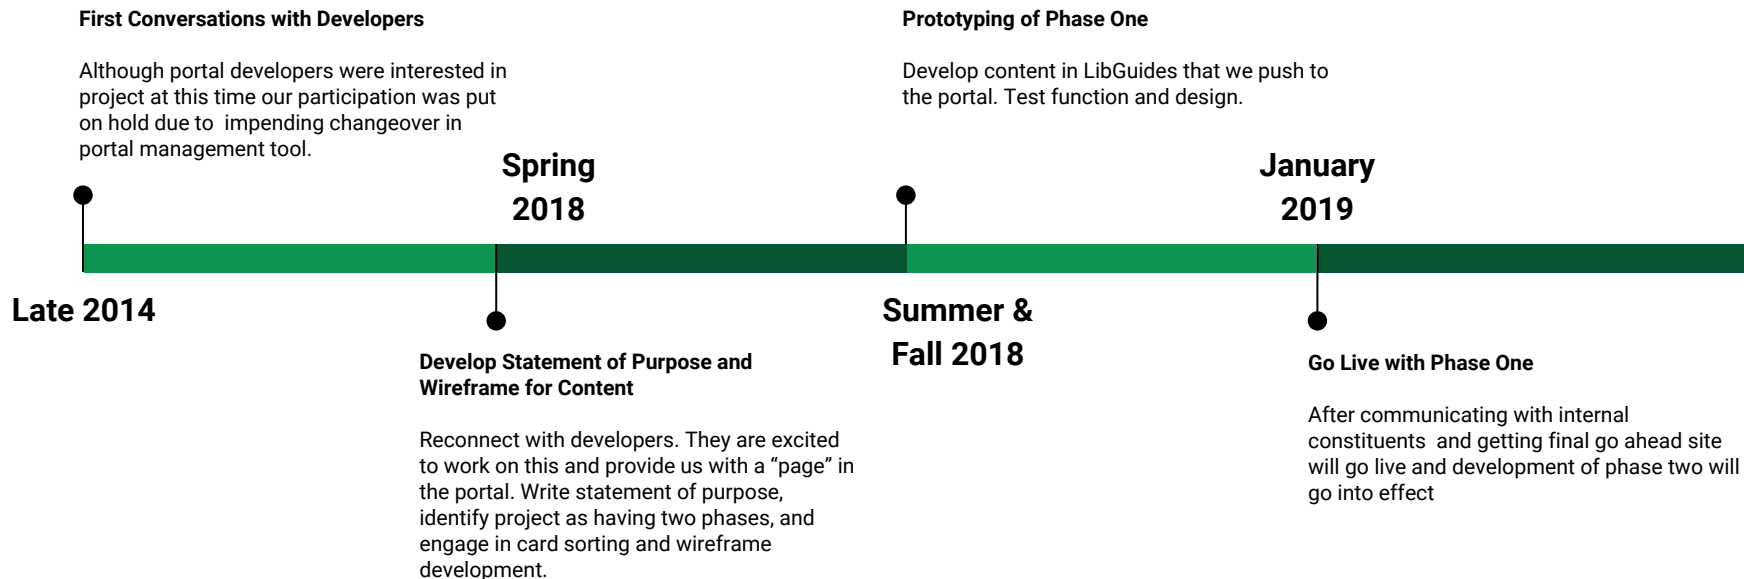 First Conversations with Developers
Although portal developers were interested in
project at this time our participation was put
on hold due to  impending changeover in
portal management tool.
Late 2014
Spring
2018
Develop Statement of Purpose and
Wireframe for Content
Reconnect with developers. They are excited
to work on this and provide us with a “page” in
the portal. Write statement of purpose,
identify project as having two phases, and
engage in card sorting and wireframe
development.
Prototyping of Phase One
Develop content in LibGuides that we push to
the portal. Test function and design.
Summer &
Fall 2018
January
2019
Go Live with Phase One
After communicating with internal
constituents  and getting final go ahead site
will go live and development of phase two will
go into effect